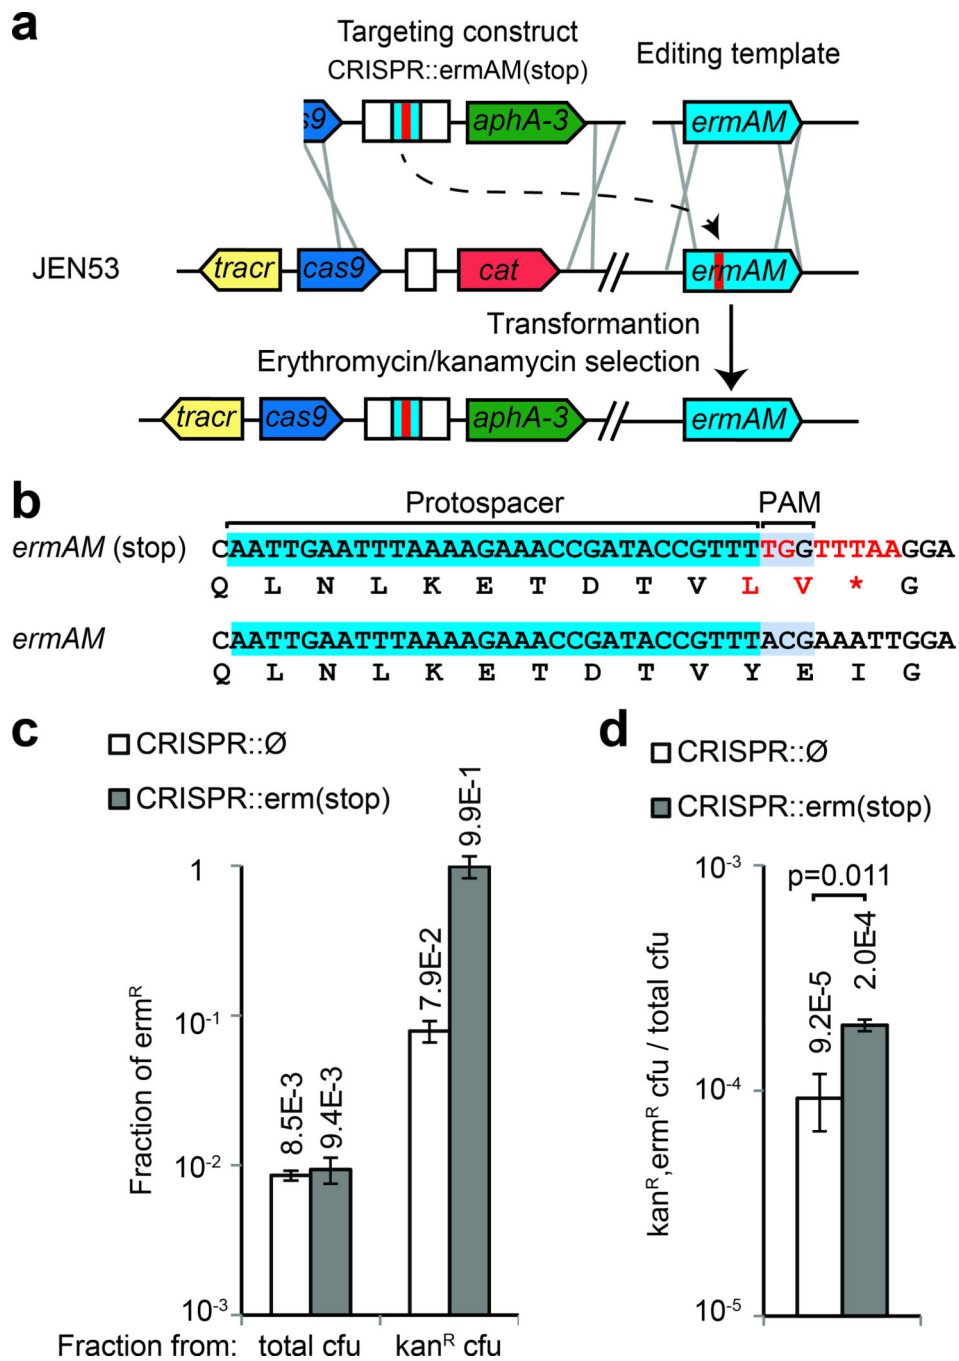 a
Targeting construct
CRISPR::ermAM(stop)
Editing template
s9
aphA-3
ermAM
JEN53
tracr
cas9
cat
ermAM
Transformantion
Erythromycin/kanamycin selection
tracr
cas9
aphA-3
ermAM
b
Protospacer
PAM
ermAM (stop) CAATTGAATTTAAAAGAAACCGATACCGTTTTGGTTTAAGGA
Q L N L K E T D T V L V * G
ermAM CAATTGAATTTAAAAGAAACCGATACCGTTTACGAAATTGGA
Q L N L K E T D T V Y E I G
c
CRISPR::Ø
CRISPR::erm(stop)
Fraction of ermᴿ
1
10⁻¹
10⁻²
10⁻³
8.5E-3
9.4E-3
7.9E-2
9.9E-1
Fraction from: total cfu kanᴿ cfu
d
CRISPR::Ø
CRISPR::erm(stop)
kanᴿ,ermᴿ cfu / total cfu
10⁻³
10⁻⁴
10⁻⁵
p=0.011
9.2E-5
2.0E-4